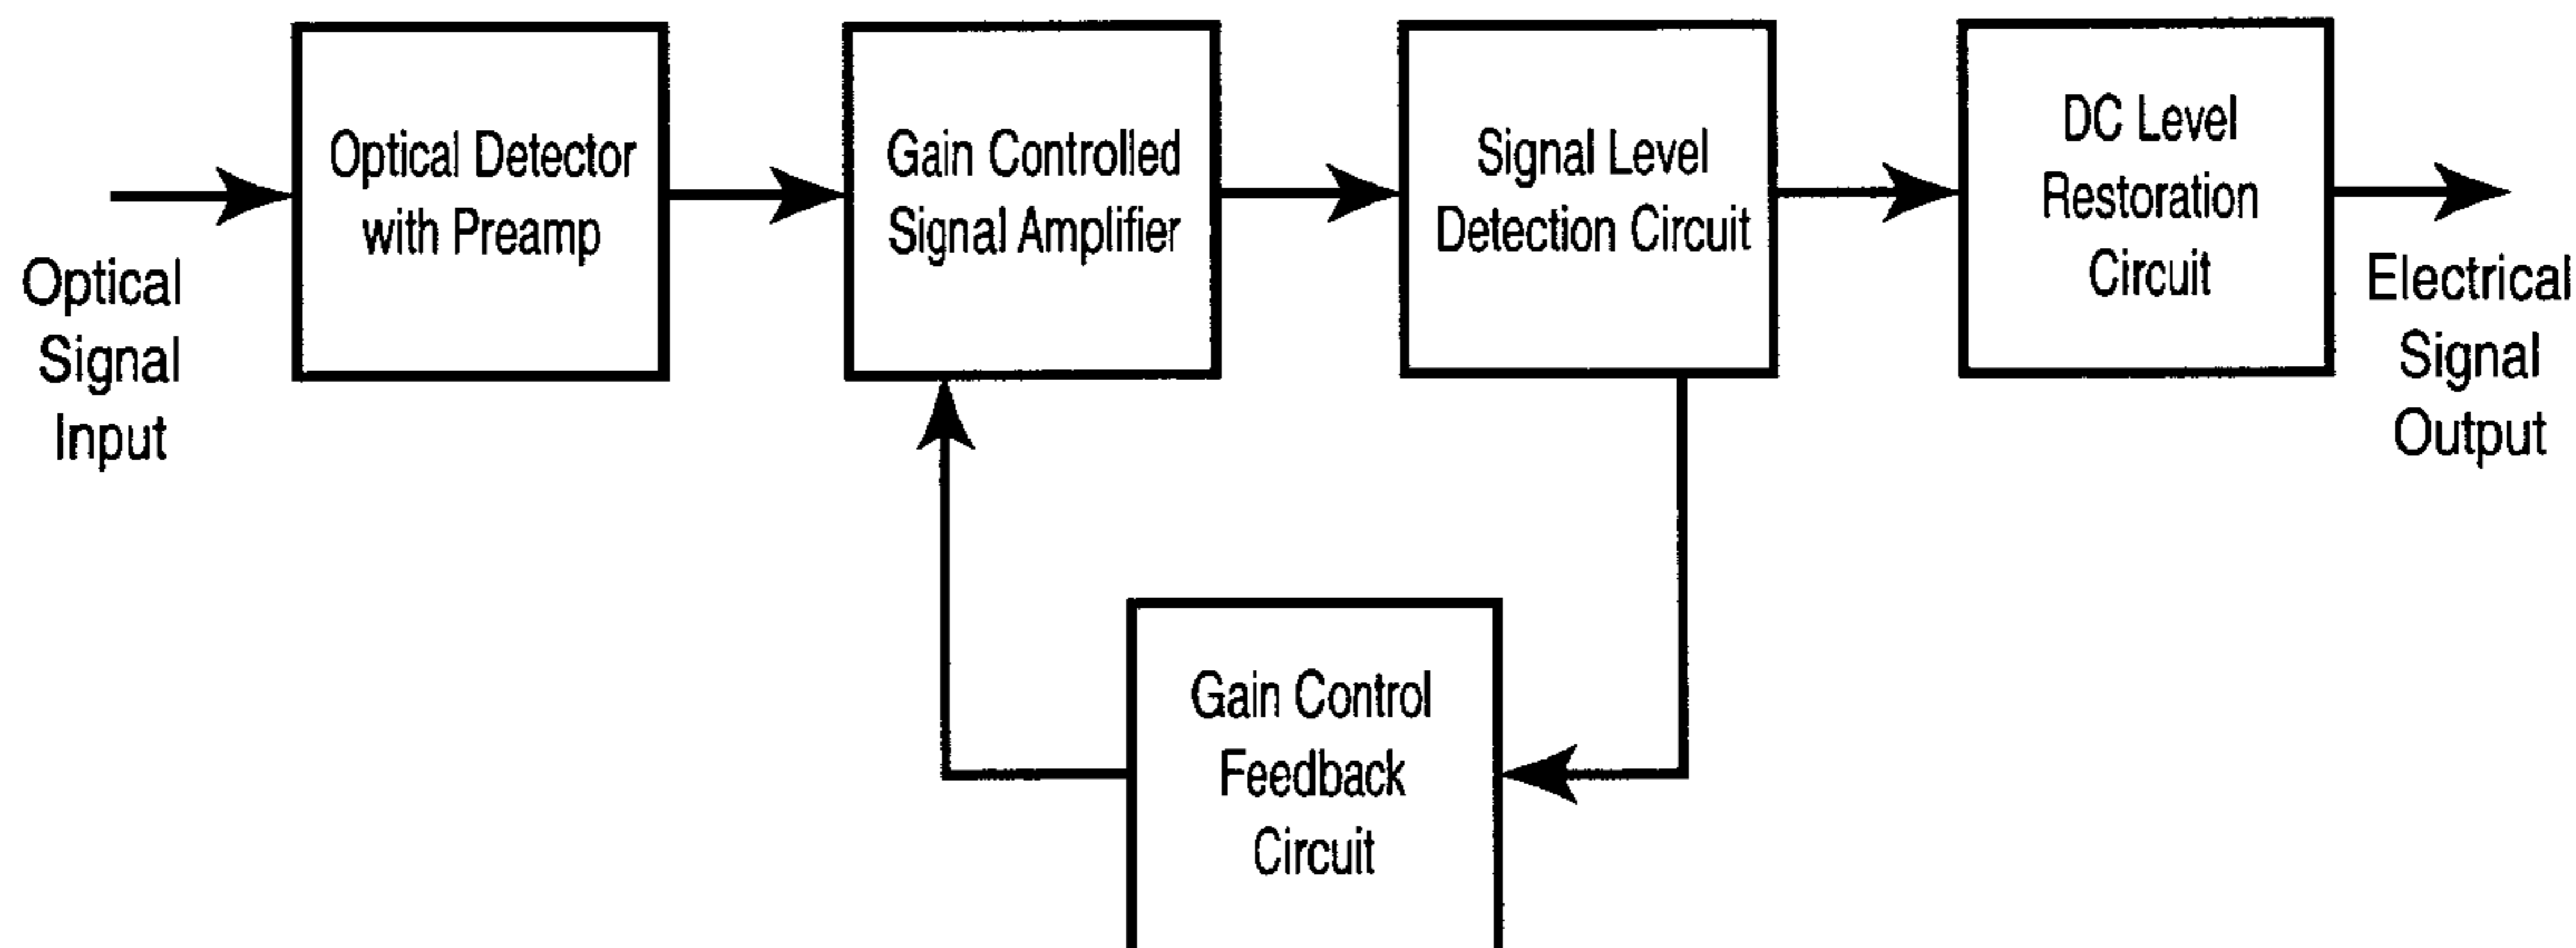 Optical
Signal
Input
Optical Detector
with Preamp
Gain Controlled
Signal Amplifier
Signal Level
Detection Circuit
DC Level
Restoration
Circuit
Electrical
Signal
Output
Gain Control
Feedback
Circuit